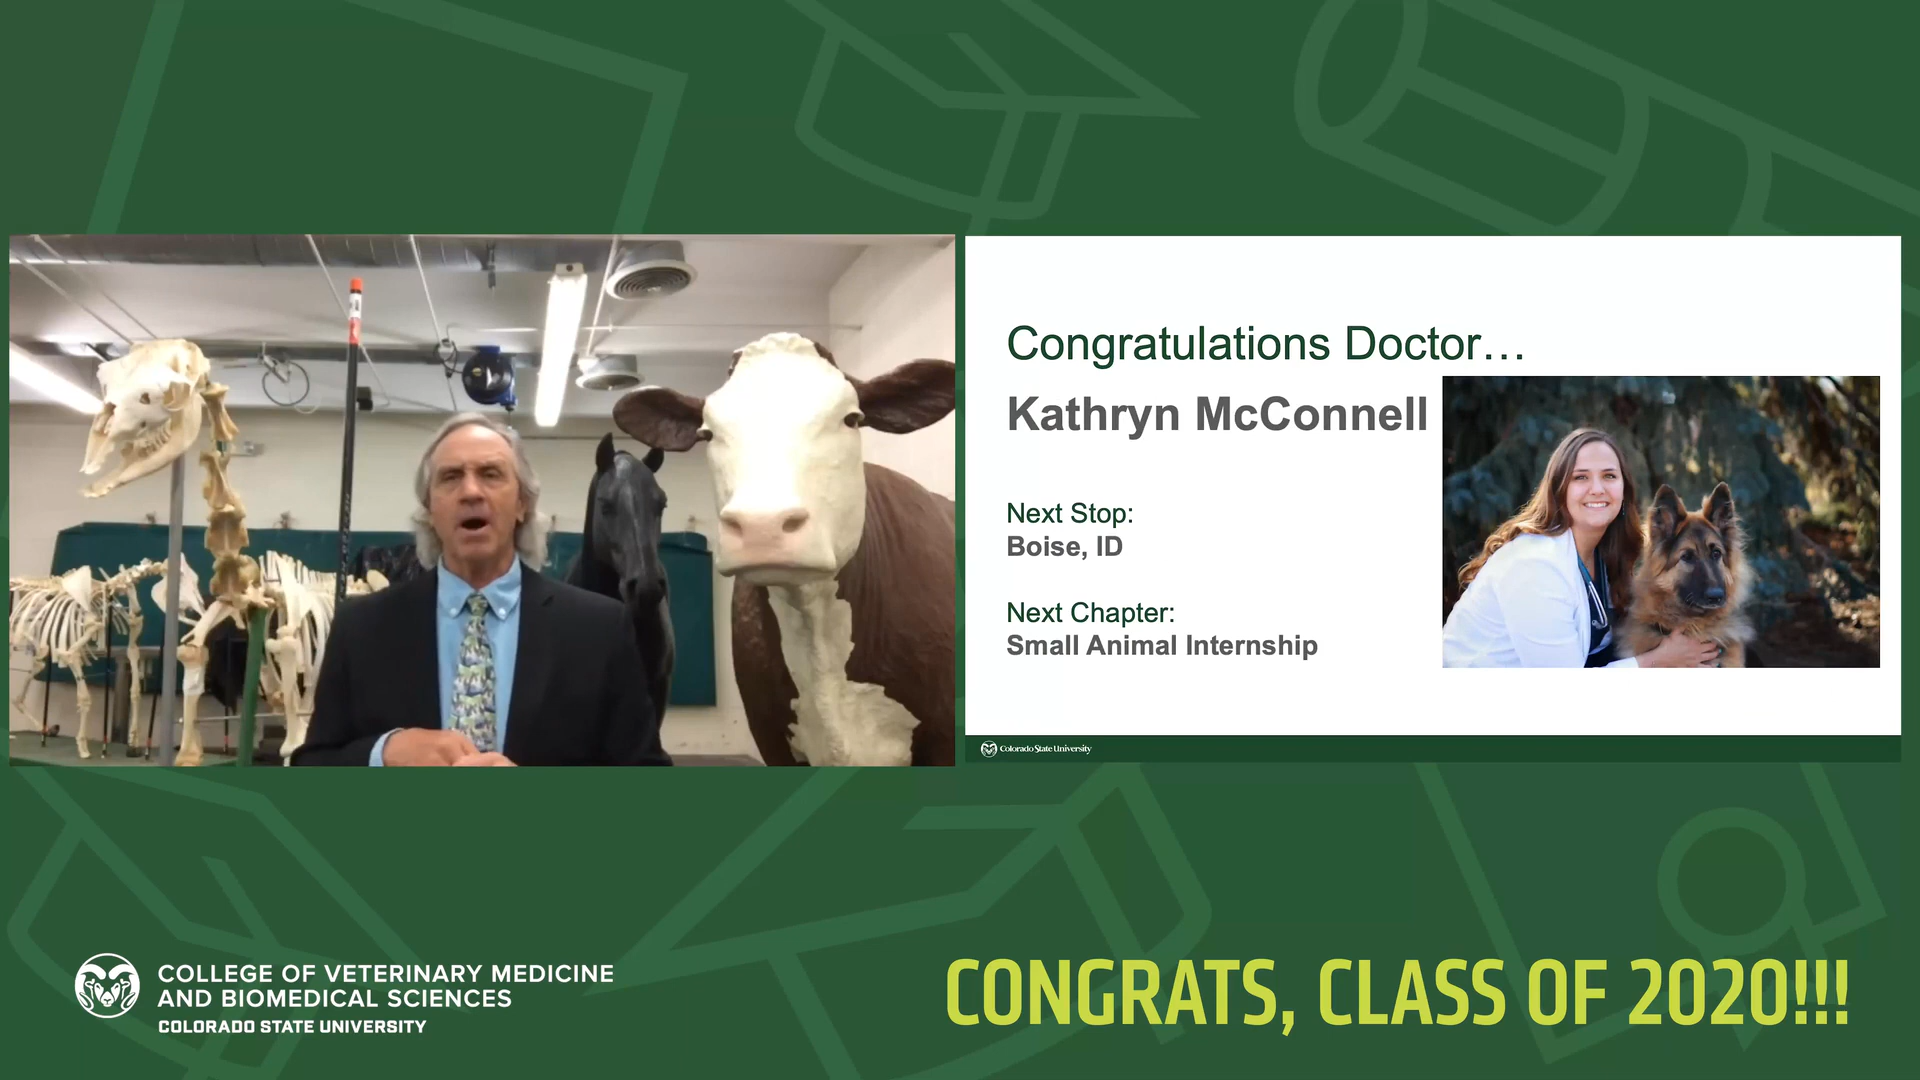 Congratulations Doctor…
Kathryn McConnell
Next Stop:
Boise, ID
Next Chapter:
Small Animal Internship
Colorado State University
COLLEGE OF VETERINARY MEDICINE
AND BIOMEDICAL SCIENCES
COLORADO STATE UNIVERSITY
CONGRATS, CLASS OF 2020!!!